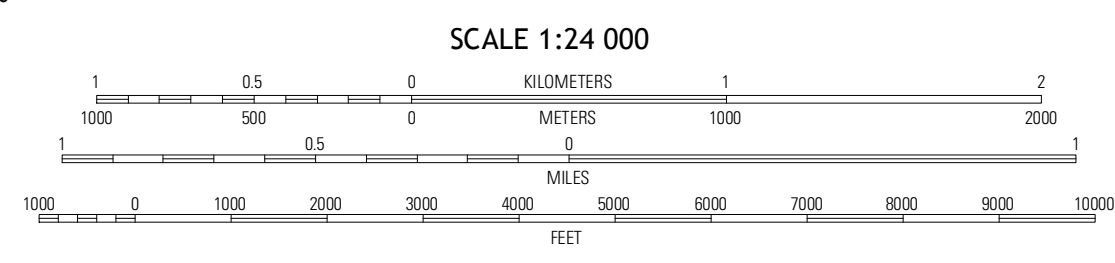 SCALE 1:24 000
1 0.5 0 KILOMETERS 1 2
1000 500 0 METERS 1000 2000
1 0.5 0 1
MILES
1000 0 1000 2000 3000 4000 5000 6000 7000 8000 9000 10000
FEET